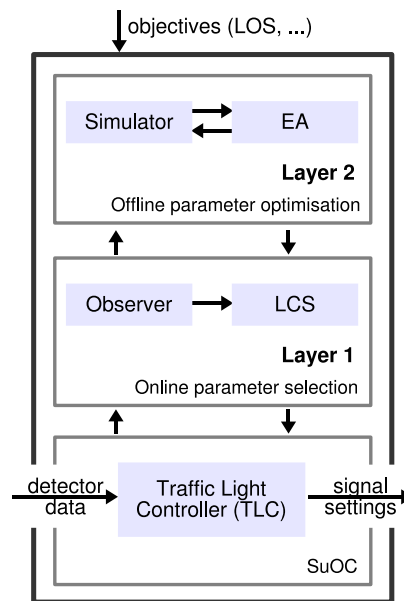 objectives (LOS, ...)
Simulator
EA
Layer 2
Offline parameter optimisation
Observer
LCS
Layer 1
Online parameter selection
detector
data
Traffic Light
Controller (TLC)
signal
settings
SuOC